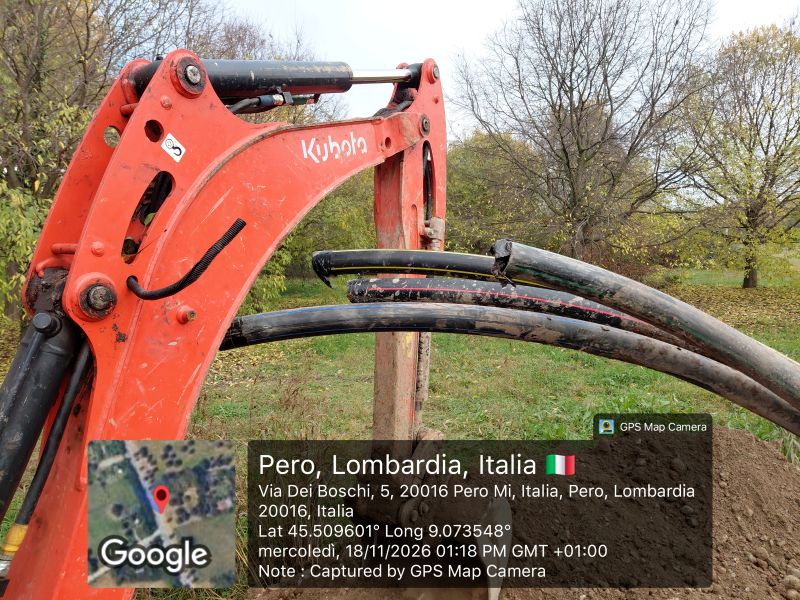 Kubota
GPS Map Camera
Pero, Lombardia, Italia 🇮🇹
Via Dei Boschi, 5, 20016 Pero Mi, Italia, Pero, Lombardia
20016, Italia
Lat 45.509601° Long 9.073548°
mercoledì, 18/11/2026 01:18 PM GMT +01:00
Note : Captured by GPS Map Camera
Google